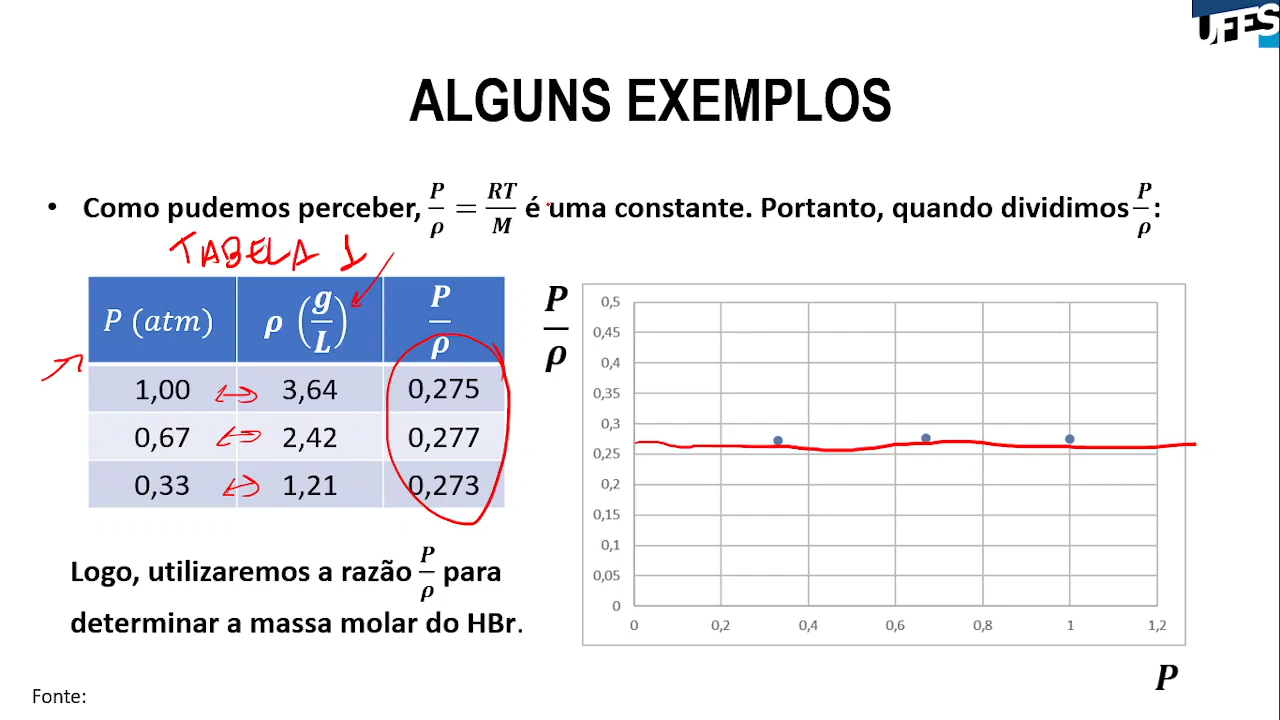 UFES
ALGUNS EXEMPLOS
• Como pudemos perceber, P/ρ = RT/M é uma constante. Portanto, quando dividimos P/ρ:
TABELA 1
P (atm) ρ (g/L) P/ρ
1,00 3,64 0,275
0,67 2,42 0,277
0,33 1,21 0,273
Logo, utilizaremos a razão P/ρ para
determinar a massa molar do HBr.
P/ρ
0,5
0,45
0,4
0,35
0,3
0,25
0,2
0,15
0,1
0,05
0
0 0,2 0,4 0,6 0,8 1 1,2
P
Fonte: